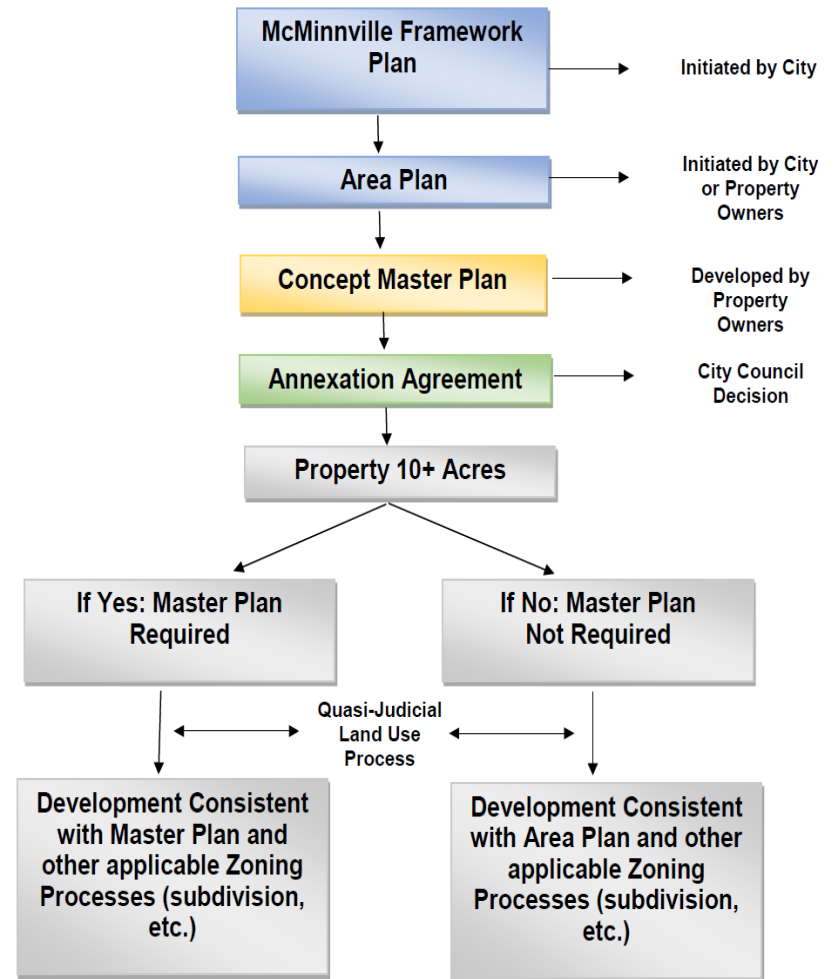 McMinnville Framework
Plan
Initiated by City
Area Plan
Initiated by City
or Property
Owners
Concept Master Plan
Developed by
Property
Owners
Annexation Agreement
City Council
Decision
Property 10+ Acres
If Yes: Master Plan
Required
If No: Master Plan
Not Required
Quasi-Judicial
Land Use
Process
Development Consistent
with Master Plan and
other applicable Zoning
Processes (subdivision,
etc.)
Development Consistent
with Area Plan and other
applicable Zoning
Processes (subdivision,
etc.)